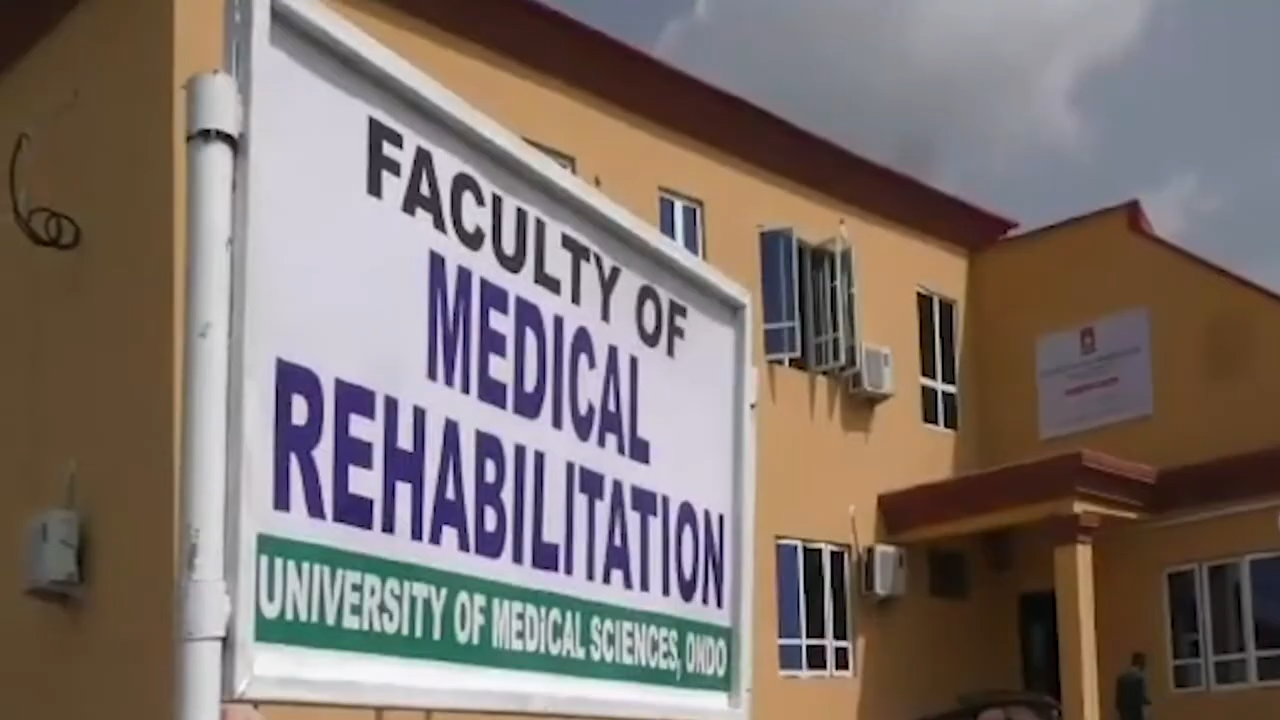 FACULTY OF
MEDICAL
REHABILITATION
UNIVERSITY OF MEDICAL SCIENCES, ONDO